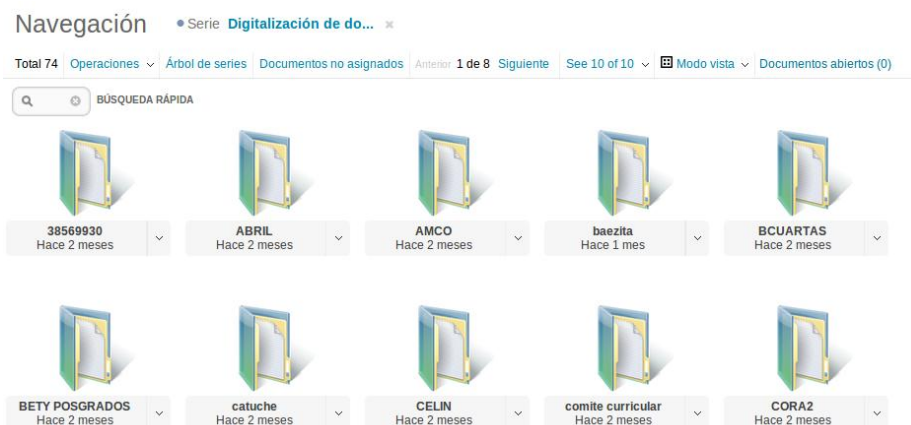 Navegación • Serie Digitalización de do... ×
Total 74 Operaciones Árbol de series Documentos no asignados Anterior 1 de 8 Siguiente See 10 of 10 Modo vista Documentos abiertos (0)
BÚSQUEDA RÁPIDA
38569930 ABRIL AMCO baezita BCUARTAS
Hace 2 meses Hace 2 meses Hace 2 meses Hace 1 mes Hace 2 meses
BETY POSGRADOS catuche CELIN comite curricular CORA2
Hace 2 meses Hace 2 meses Hace 2 meses Hace 2 meses Hace 2 meses